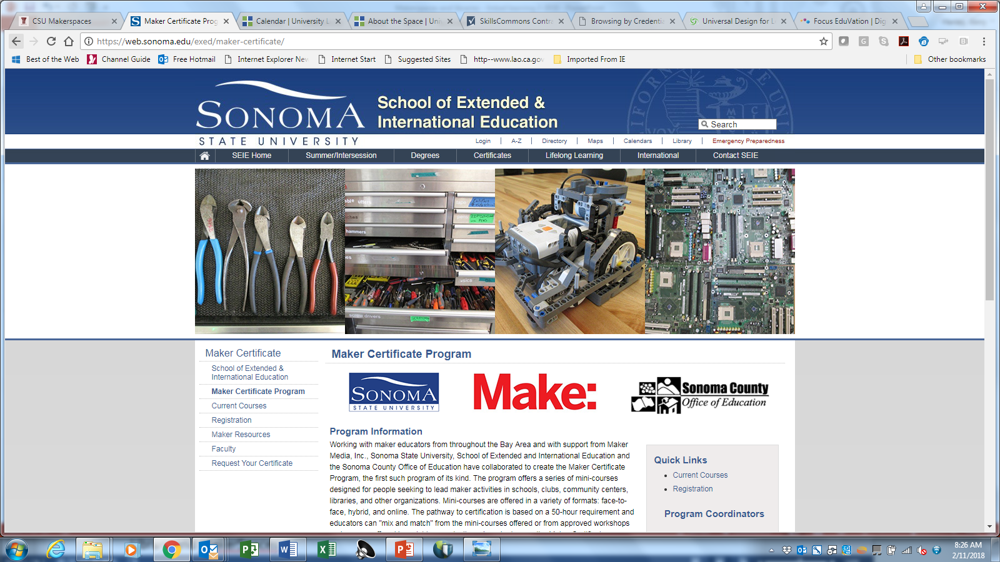 CSU Makerspaces
Maker Certificate Prog
Calendar | University L
About the Space | Uni
SkillsCommons Contra
Browsing by Credentia
Universal Design for L
Focus EduVation | Dig
https://web.sonoma.edu/exed/maker-certificate/
Best of the Web
Channel Guide
Free Hotmail
Internet Explorer New
Internet Start
Suggested Sites
http--www.lao.ca.gov
Imported From IE
Other bookmarks
SONOMA
STATE UNIVERSITY
School of Extended &
International Education
Search
Login | A-Z | Directory | Maps | Calendars | Library | Emergency Preparedness
SEIE Home
Summer/Intersession
Degrees
Certificates
Lifelong Learning
International
Contact SEIE
hammers
screw drivers
Maker Certificate
School of Extended &
International Education
Maker Certificate Program
Current Courses
Registration
Maker Resources
Faculty
Request Your Certificate
Maker Certificate Program
SONOMA
STATE UNIVERSITY
Make:
Sonoma County
Office of Education
Program Information
Working with maker educators from throughout the Bay Area and with support from Maker
Media, Inc., Sonoma State University, School of Extended and International Education and
the Sonoma County Office of Education have collaborated to create the Maker Certificate
Program, the first such program of its kind. The program offers a series of mini-courses
designed for people seeking to lead maker activities in schools, clubs, community centers,
libraries, and other organizations. Mini-courses are offered in a variety of formats: face-to-
face, hybrid, and online. The pathway to certification is based on a 50-hour requirement and
educators can "mix and match" from the mini-courses offered or from approved workshops
Quick Links
Current Courses
Registration
Program Coordinators
8:26 AM
2/11/2018